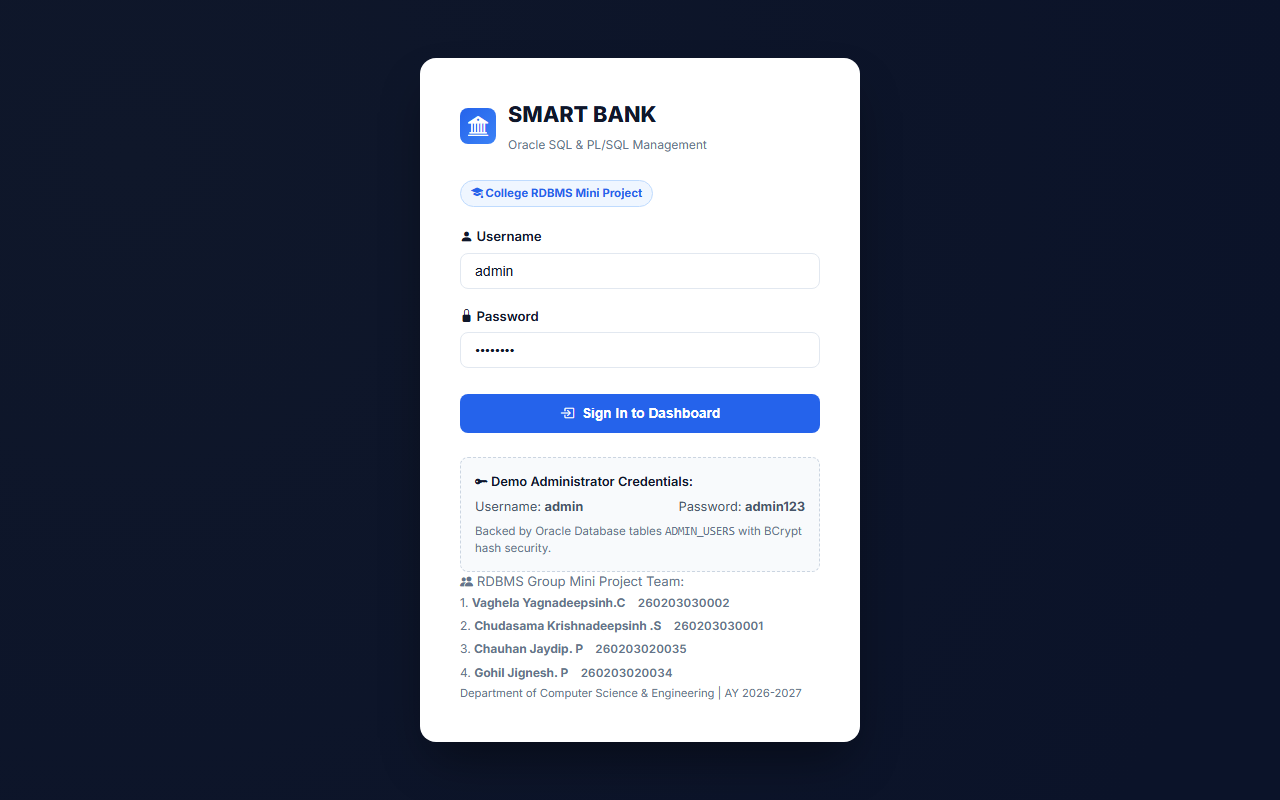 SMART BANK
Oracle SQL & PL/SQL Management
College RDBMS Mini Project
Username
admin
Password
••••••••
Sign In to Dashboard
Demo Administrator Credentials:
Username: admin Password: admin123
Backed by Oracle Database tables ADMIN_USERS with BCrypt
hash security.
RDBMS Group Mini Project Team:
1. Vaghela Yagnadeepsinh.C 260203030002
2. Chudasama Krishnadeepsinh .S 260203030001
3. Chauhan Jaydip. P 260203020035
4. Gohil Jignesh. P 260203020034
Department of Computer Science & Engineering | AY 2026-2027